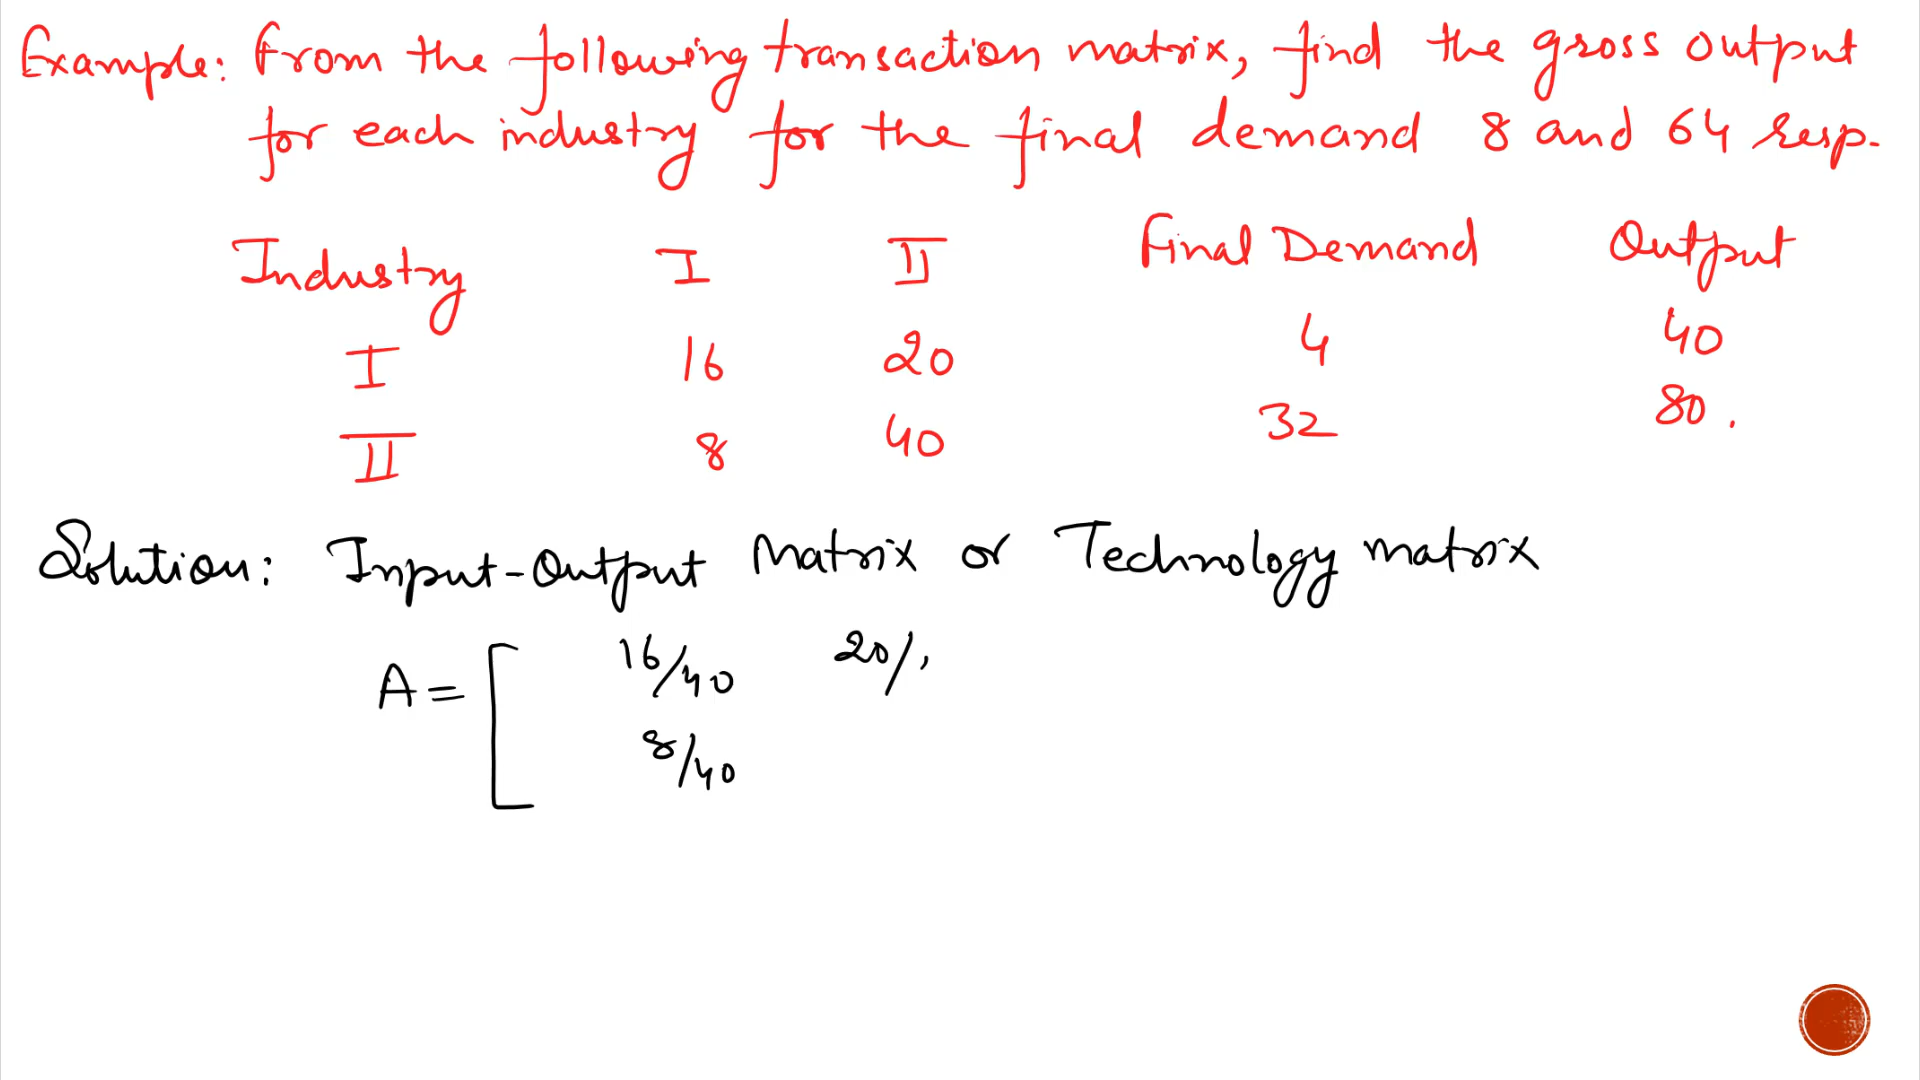 Example: From the following transaction matrix, find the gross output
for each industry for the final demand 8 and 64 resp.
Industry I II Final Demand Output
I 16 20 4 40
II 8 40 32 80.
Solution: Input-Output Matrix or Technology matrix
A = [ 16/40 20/
8/40